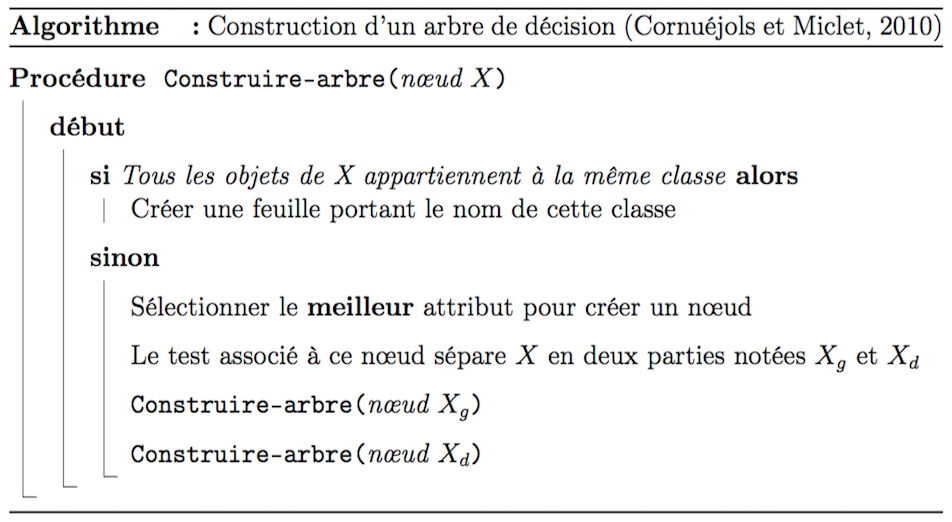 Algorithme : Construction d'un arbre de décision (Cornuéjols et Miclet, 2010)
Procédure Construire-arbre(nœud X)
début
si Tous les objets de X appartiennent à la même classe alors
Créer une feuille portant le nom de cette classe
sinon
Sélectionner le meilleur attribut pour créer un nœud
Le test associé à ce nœud sépare X en deux parties notées X_g et X_d
Construire-arbre(nœud X_g)
Construire-arbre(nœud X_d)